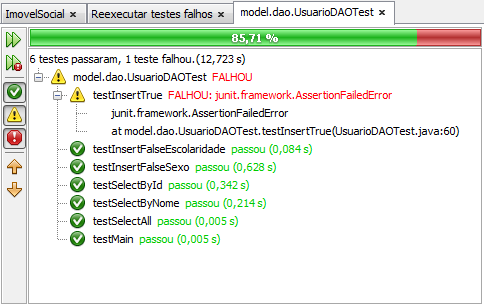 ImovelSocial × Reexecutar testes falhos × model.dao.UsuarioDAOTest ×
85,71 %
6 testes passaram, 1 teste falhou.(12,723 s)
model.dao.UsuarioDAOTest FALHOU
testInsertTrue FALHOU: junit.framework.AssertionFailedError
junit.framework.AssertionFailedError
at model.dao.UsuarioDAOTest.testInsertTrue(UsuarioDAOTest.java:60)
testInsertFalseEscolaridade passou (0,084 s)
testInsertFalseSexo passou (0,628 s)
testSelectById passou (0,342 s)
testSelectByNome passou (0,214 s)
testSelectAll passou (0,005 s)
testMain passou (0,005 s)